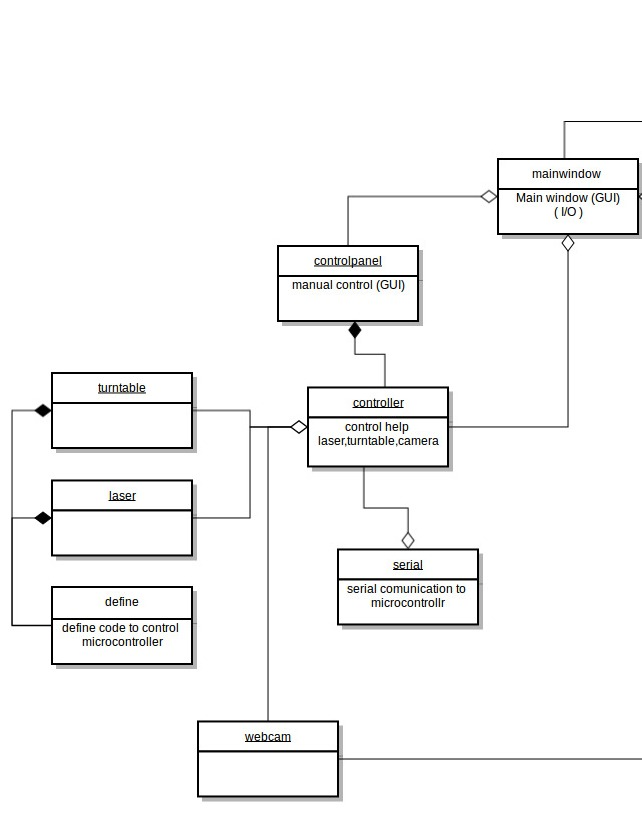 mainwindow
Main window (GUI)
( I/O )
controlpanel
manual control (GUI)
turntable
controller
control help
laser,turntable,camera
laser
serial
serial comunication to
microcontrollr
define
define code to control
microcontroller
webcam